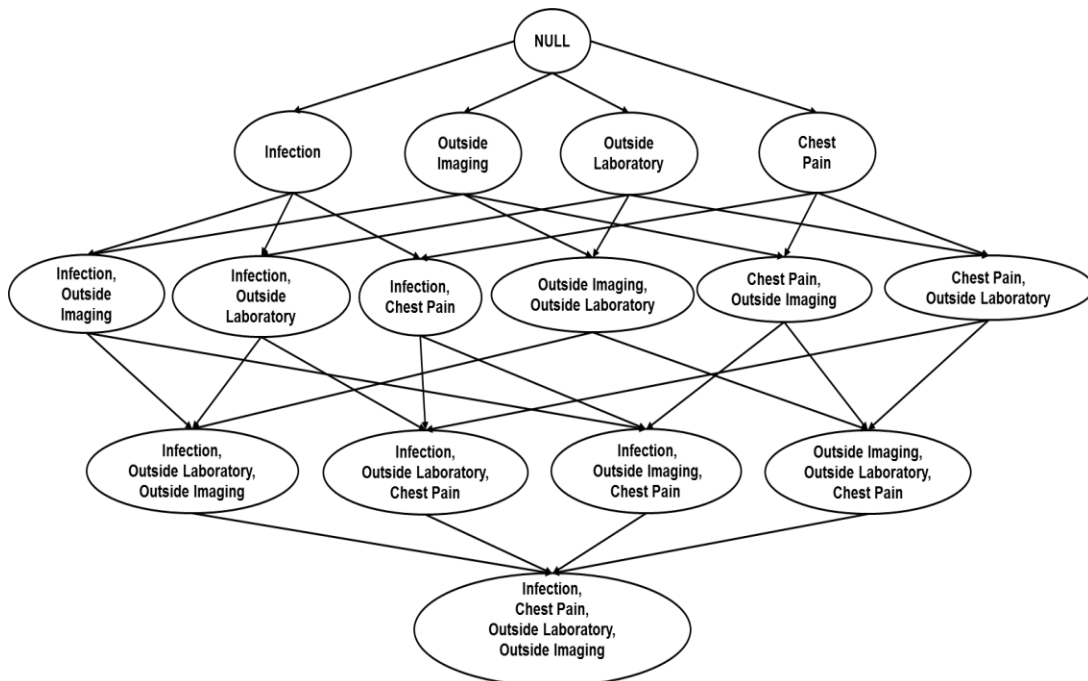 NULL
Infection
Outside
Imaging
Outside
Laboratory
Chest
Pain
Infection,
Outside
Imaging
Infection,
Outside
Laboratory
Infection,
Chest Pain
Outside Imaging,
Outside Laboratory
Chest Pain,
Outside Imaging
Chest Pain,
Outside Laboratory
Infection,
Outside Laboratory,
Outside Imaging
Infection,
Outside Laboratory,
Chest Pain
Infection,
Outside Imaging,
Chest Pain
Outside Imaging,
Outside Laboratory,
Chest Pain
Infection,
Chest Pain,
Outside Laboratory,
Outside Imaging